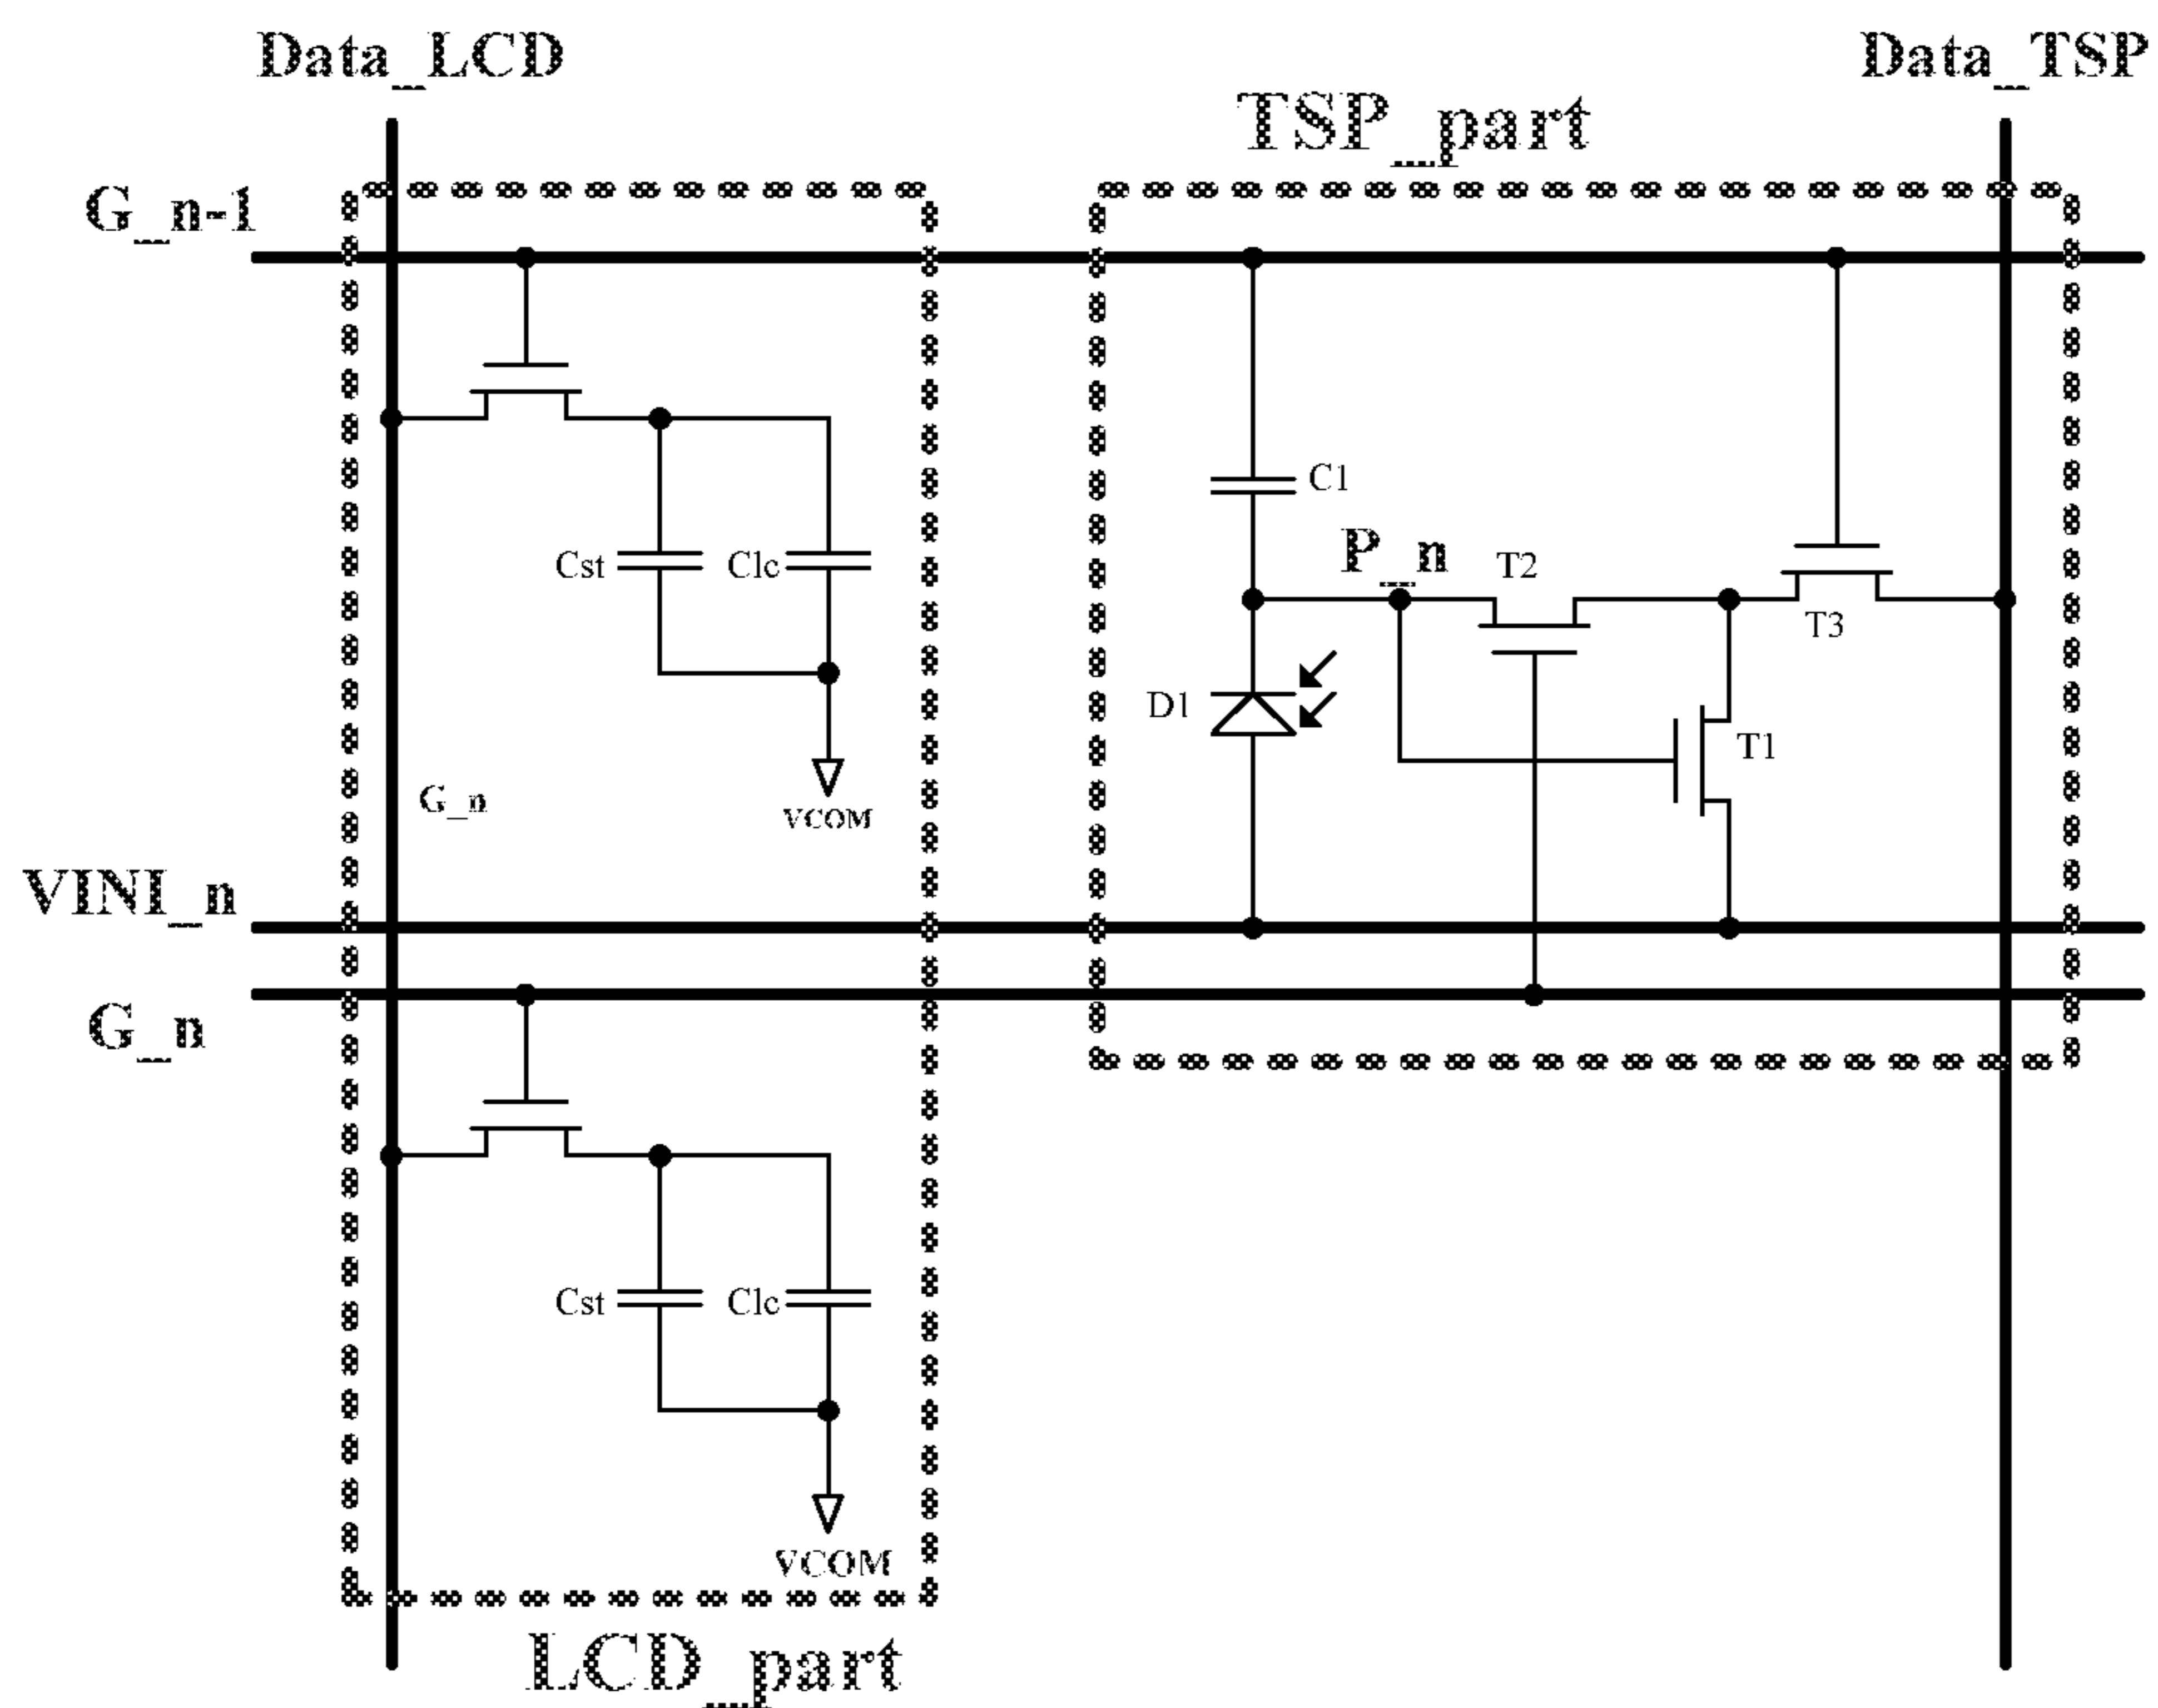 Data_LCD
Data_TSP
TSP_part
G_n-1
C1
P_n
T2
Cst
Clc
T3
D1
T1
G_n
VCOM
VINI_n
G_n
Cst
Clc
VCOM
LCD_part